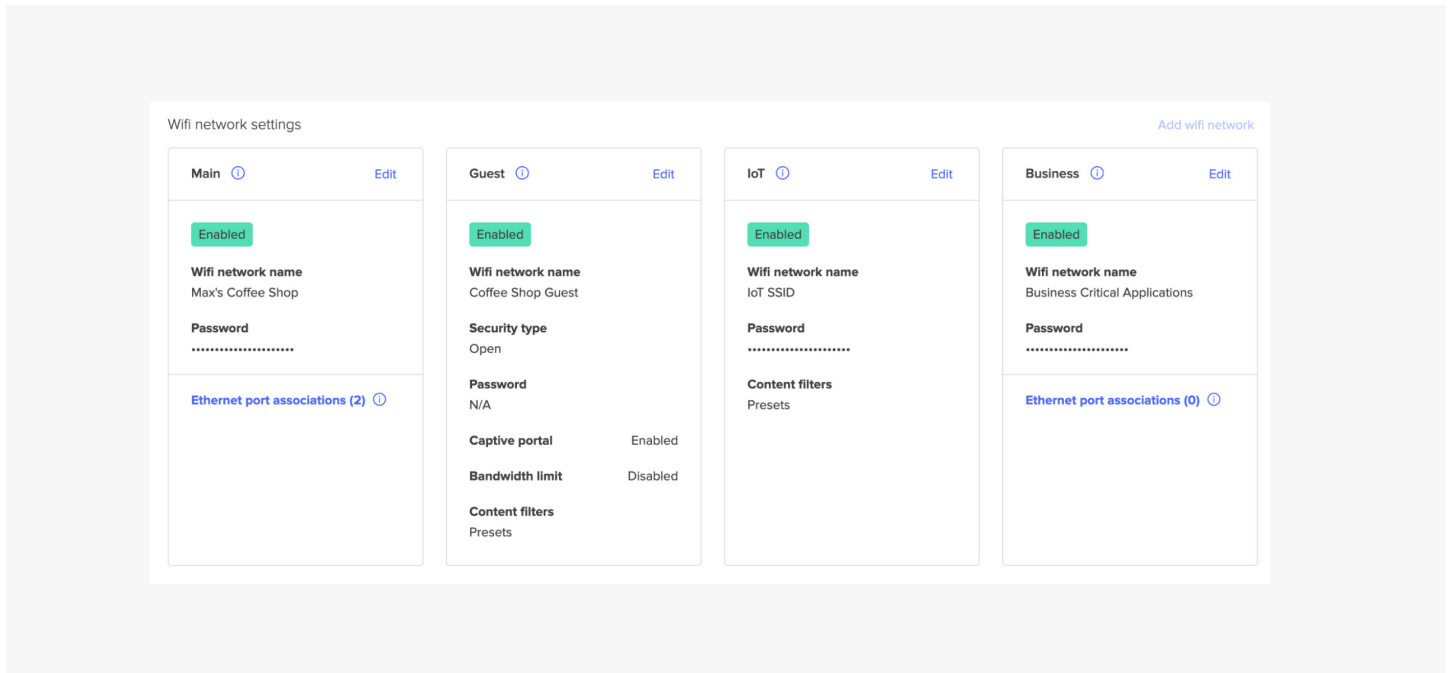 Wifi network settings
Add wifi network
Main
Edit
Enabled
Wifi network name
Max's Coffee Shop
Password
••••••••••••••••••••••
Ethernet port associations (2)
Guest
Edit
Enabled
Wifi network name
Coffee Shop Guest
Security type
Open
Password
N/A
Captive portal Enabled
Bandwidth limit Disabled
Content filters
Presets
IoT
Edit
Enabled
Wifi network name
IoT SSID
Password
••••••••••••••••••••••
Content filters
Presets
Business
Edit
Enabled
Wifi network name
Business Critical Applications
Password
••••••••••••••••••••••
Ethernet port associations (0)